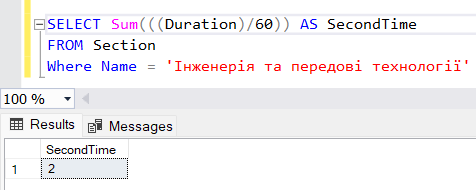 SELECT Sum(((Duration)/60)) AS SecondTime
FROM Section
Where Name = 'Інженерія та передові технології'
100 %
Results Messages
SecondTime
1 2